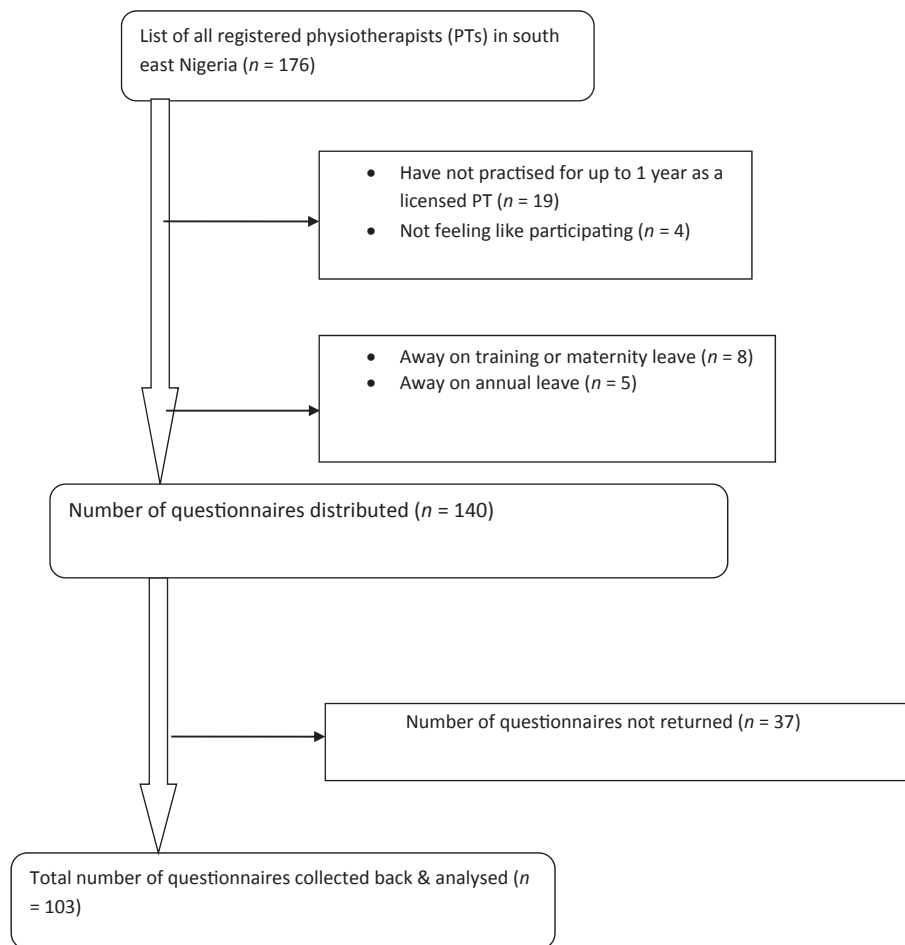 List of all registered physiotherapists (PTs) in south
east Nigeria (n = 176)
• Have not practised for up to 1 year as a
licensed PT (n = 19)
• Not feeling like participating (n = 4)
• Away on training or maternity leave (n = 8)
• Away on annual leave (n = 5)
Number of questionnaires distributed (n = 140)
Number of questionnaires not returned (n = 37)
Total number of questionnaires collected back & analysed (n
= 103)